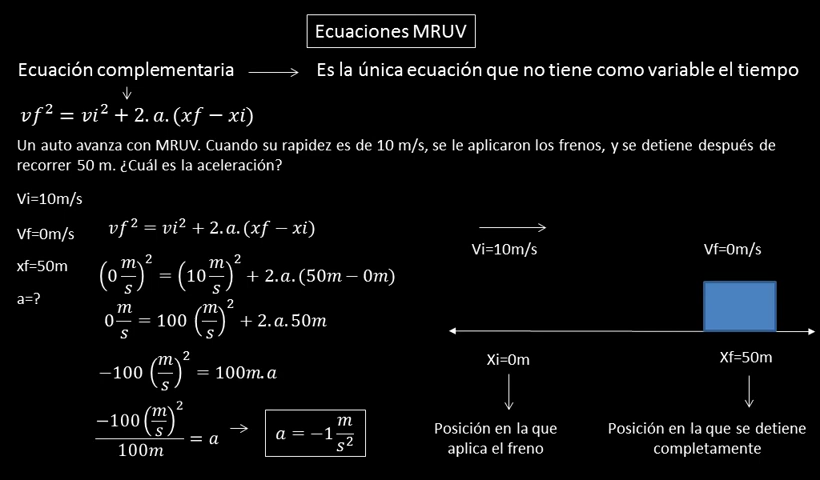 Ecuaciones MRUV
Ecuación complementaria → Es la única ecuación que no tiene como variable el tiempo
↓
vf² = vi² + 2. a. (xf − xi)
Un auto avanza con MRUV. Cuando su rapidez es de 10 m/s, se le aplicaron los frenos, y se detiene después de
recorrer 50 m. ¿Cuál es la aceleración?
Vi=10m/s
Vf=0m/s
xf=50m
a=?
vf² = vi² + 2. a. (xf − xi)
(0 m/s)² = (10 m/s)² + 2. a. (50m − 0m)
0 m/s = 100 (m/s)² + 2. a. 50m
−100 (m/s)² = 100m. a
−100 (m/s)² / 100m = a → a = −1 m/s²
Vi=10m/s
Vf=0m/s
Xi=0m
Xf=50m
Posición en la que
aplica el freno
Posición en la que se detiene
completamente